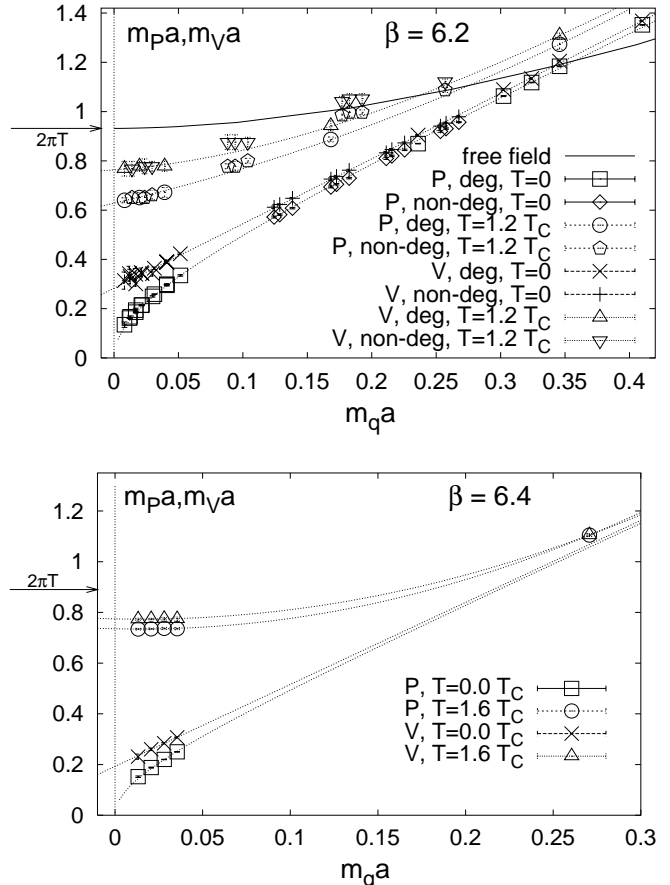 1.4
1.2
1
0.8
0.6
0.4
0.2
0
m_Pa,m_Va
β = 6.2
2πT
free field
P, deg, T=0
P, non-deg, T=0
P, deg, T=1.2 T_C
P, non-deg, T=1.2 T_C
V, deg, T=0
V, non-deg, T=0
V, deg, T=1.2 T_C
V, non-deg, T=1.2 T_C
0 0.05 0.1 0.15 0.2 0.25 0.3 0.35 0.4
m_qa
m_Pa,m_Va
β = 6.4
1.2
1
2πT
0.8
0.6
0.4
0.2
0
P, T=0.0 T_C
P, T=1.6 T_C
V, T=0.0 T_C
V, T=1.6 T_C
0 0.05 0.1 0.15 0.2 0.25 0.3
m_qa